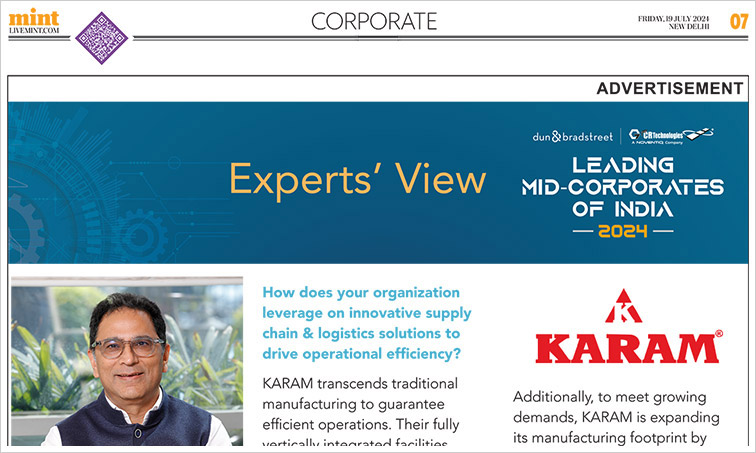 mint
LIVEMINT.COM
CORPORATE
FRIDAY, 19 JULY 2024
NEW DELHI
07
ADVERTISEMENT
dun & bradstreet
CR Technologies
A NOVENTIQ Company
Experts' View
LEADING
MID-CORPORATES
OF INDIA
2024
How does your organization
leverage on innovative supply
chain & logistics solutions to
drive operational efficiency?
KARAM transcends traditional
manufacturing to guarantee
efficient operations. Their fully
vertically integrated facilities
K
KARAM®
Additionally, to meet growing
demands, KARAM is expanding
its manufacturing footprint by